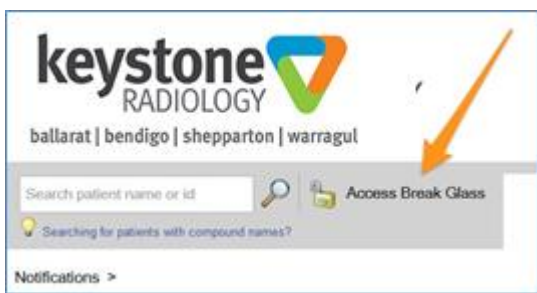 keystone
RADIOLOGY
ballarat | bendigo | shepparton | warragul
Search patient name or id
Access Break Glass
Searching for patients with compound names?
Notifications >